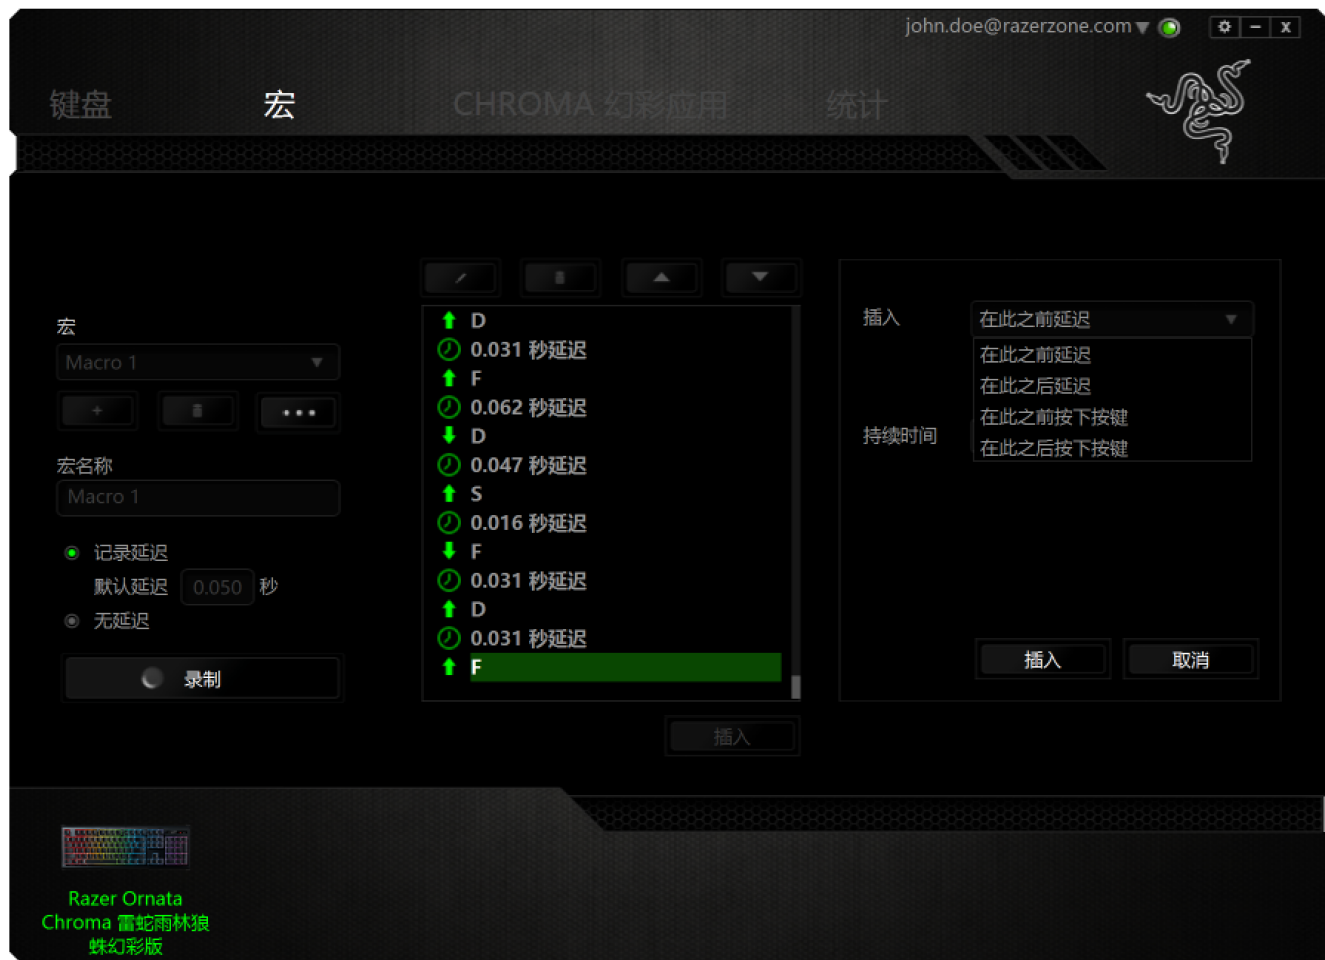 john.doe@razerzone.com
键盘
宏
CHROMA 幻彩应用
统计
宏
Macro 1
宏名称
Macro 1
记录延迟
默认延迟 0.050 秒
无延迟
录制
D
0.031 秒延迟
F
0.062 秒延迟
D
0.047 秒延迟
S
0.016 秒延迟
F
0.031 秒延迟
D
0.031 秒延迟
F
插入
插入
在此之前延迟
在此之前延迟
在此之后延迟
在此之前按下按键
在此之后按下按键
持续时间
插入
取消
Razer Ornata
Chroma 雷蛇雨林狼
蛛幻彩版